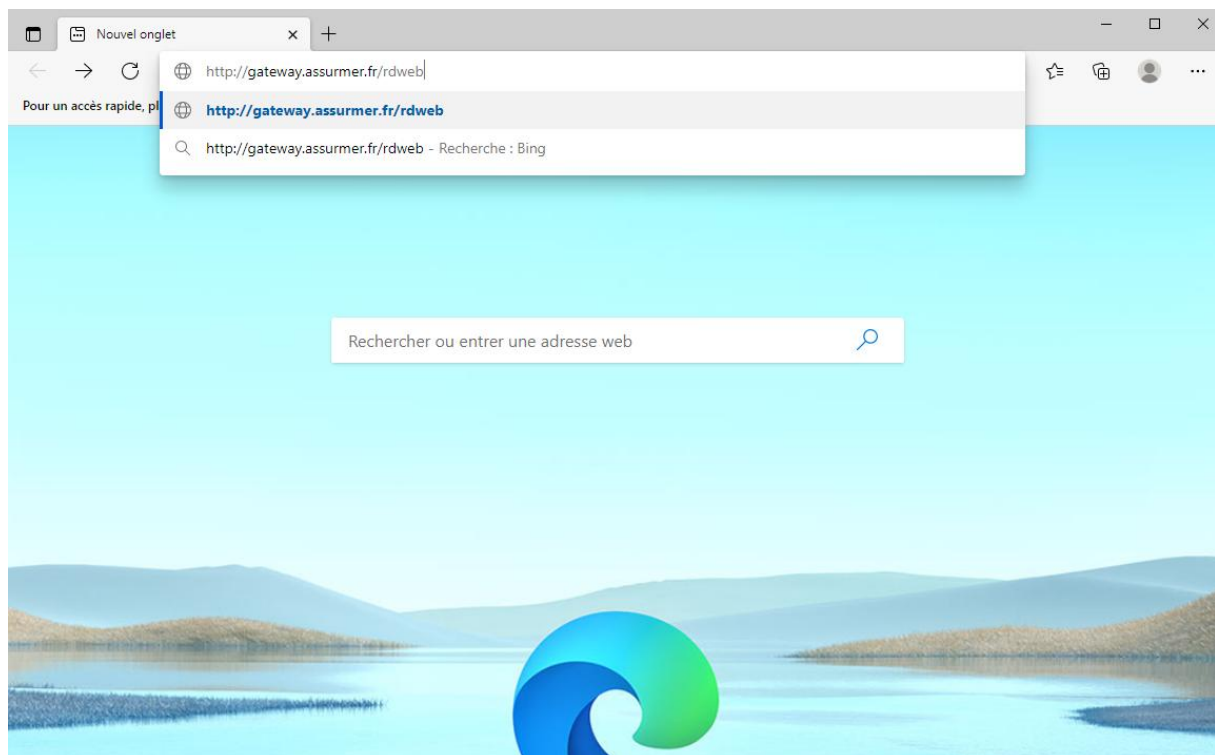 Nouvel onglet
http://gateway.assurmer.fr/rdweb
Pour un accès rapide, pl
http://gateway.assurmer.fr/rdweb
http://gateway.assurmer.fr/rdweb - Recherche : Bing
Rechercher ou entrer une adresse web